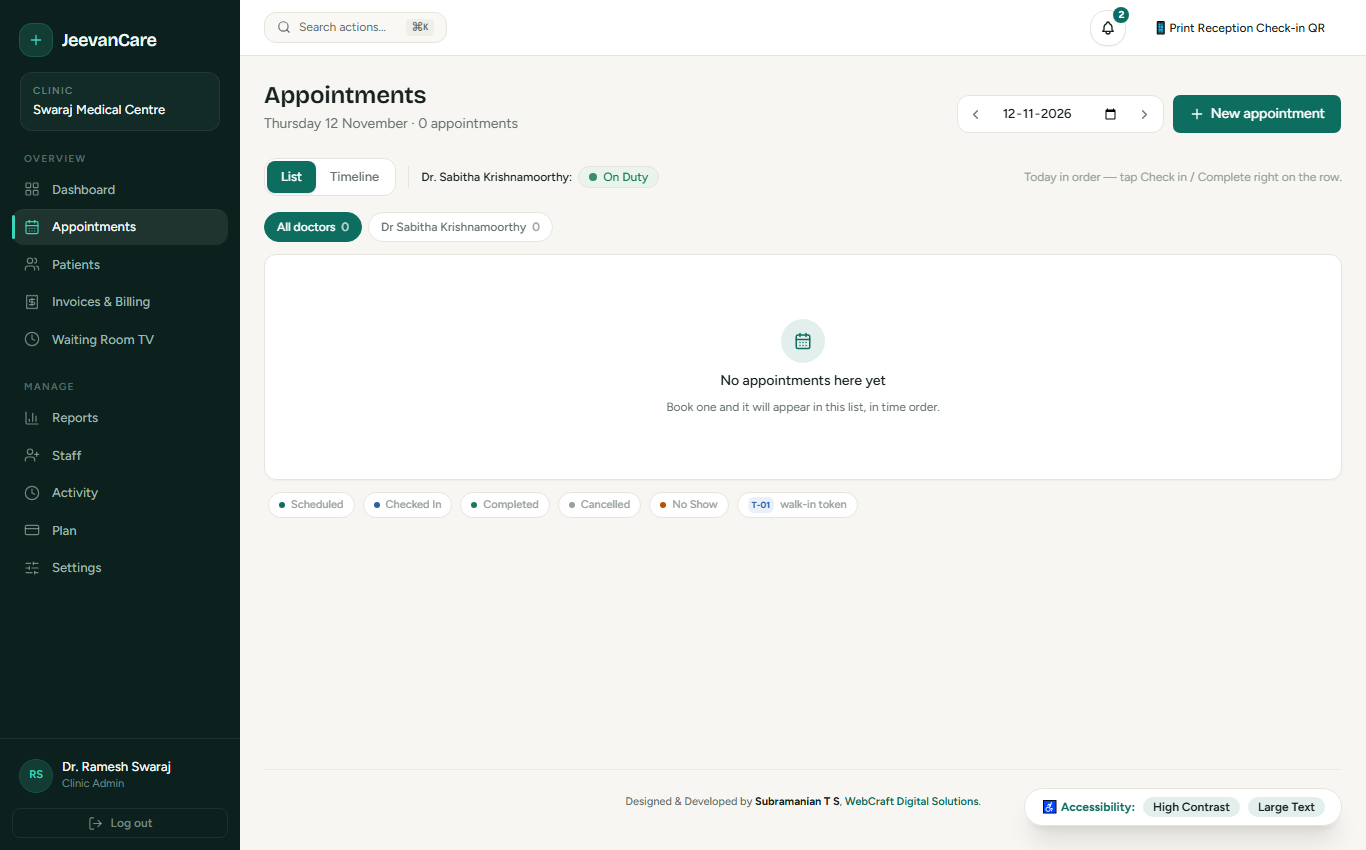 JeevanCare
CLINIC
Swaraj Medical Centre
OVERVIEW
Dashboard
Appointments
Patients
Invoices & Billing
Waiting Room TV
MANAGE
Reports
Staff
Activity
Plan
Settings
RS
Dr. Ramesh Swaraj
Clinic Admin
Log out
Search actions... ⌘K
2
Print Reception Check-in QR
Appointments
Thursday 12 November · 0 appointments
12-11-2026
+ New appointment
List Timeline
Dr. Sabitha Krishnamoorthy: On Duty
Today in order — tap Check in / Complete right on the row.
All doctors 0
Dr Sabitha Krishnamoorthy 0
No appointments here yet
Book one and it will appear in this list, in time order.
Scheduled
Checked In
Completed
Cancelled
No Show
T-01 walk-in token
Designed & Developed by Subramanian T S, WebCraft Digital Solutions.
Accessibility: High Contrast Large Text